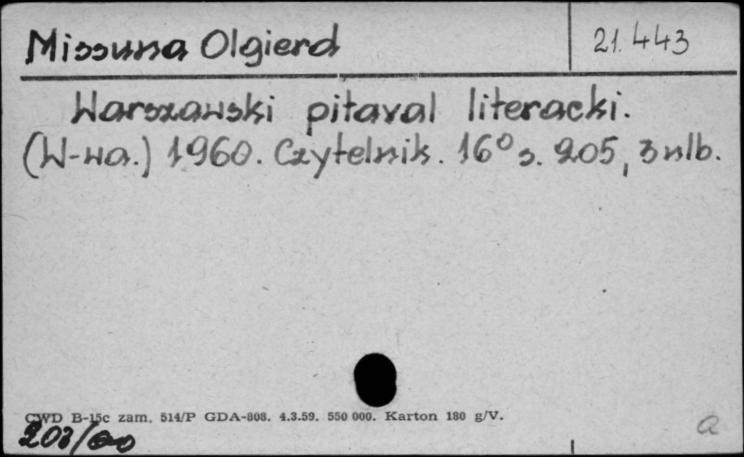 Missuna Olgierd 21.443
Warszawski pitaval literacki.
(W-wa.) 1960. Czytelnik. 16° s. 205, 3 nlb.
CWD B-15c zam. 514/P GDA-808. 4.3.59. 550 000. Karton 180 g/V.
a